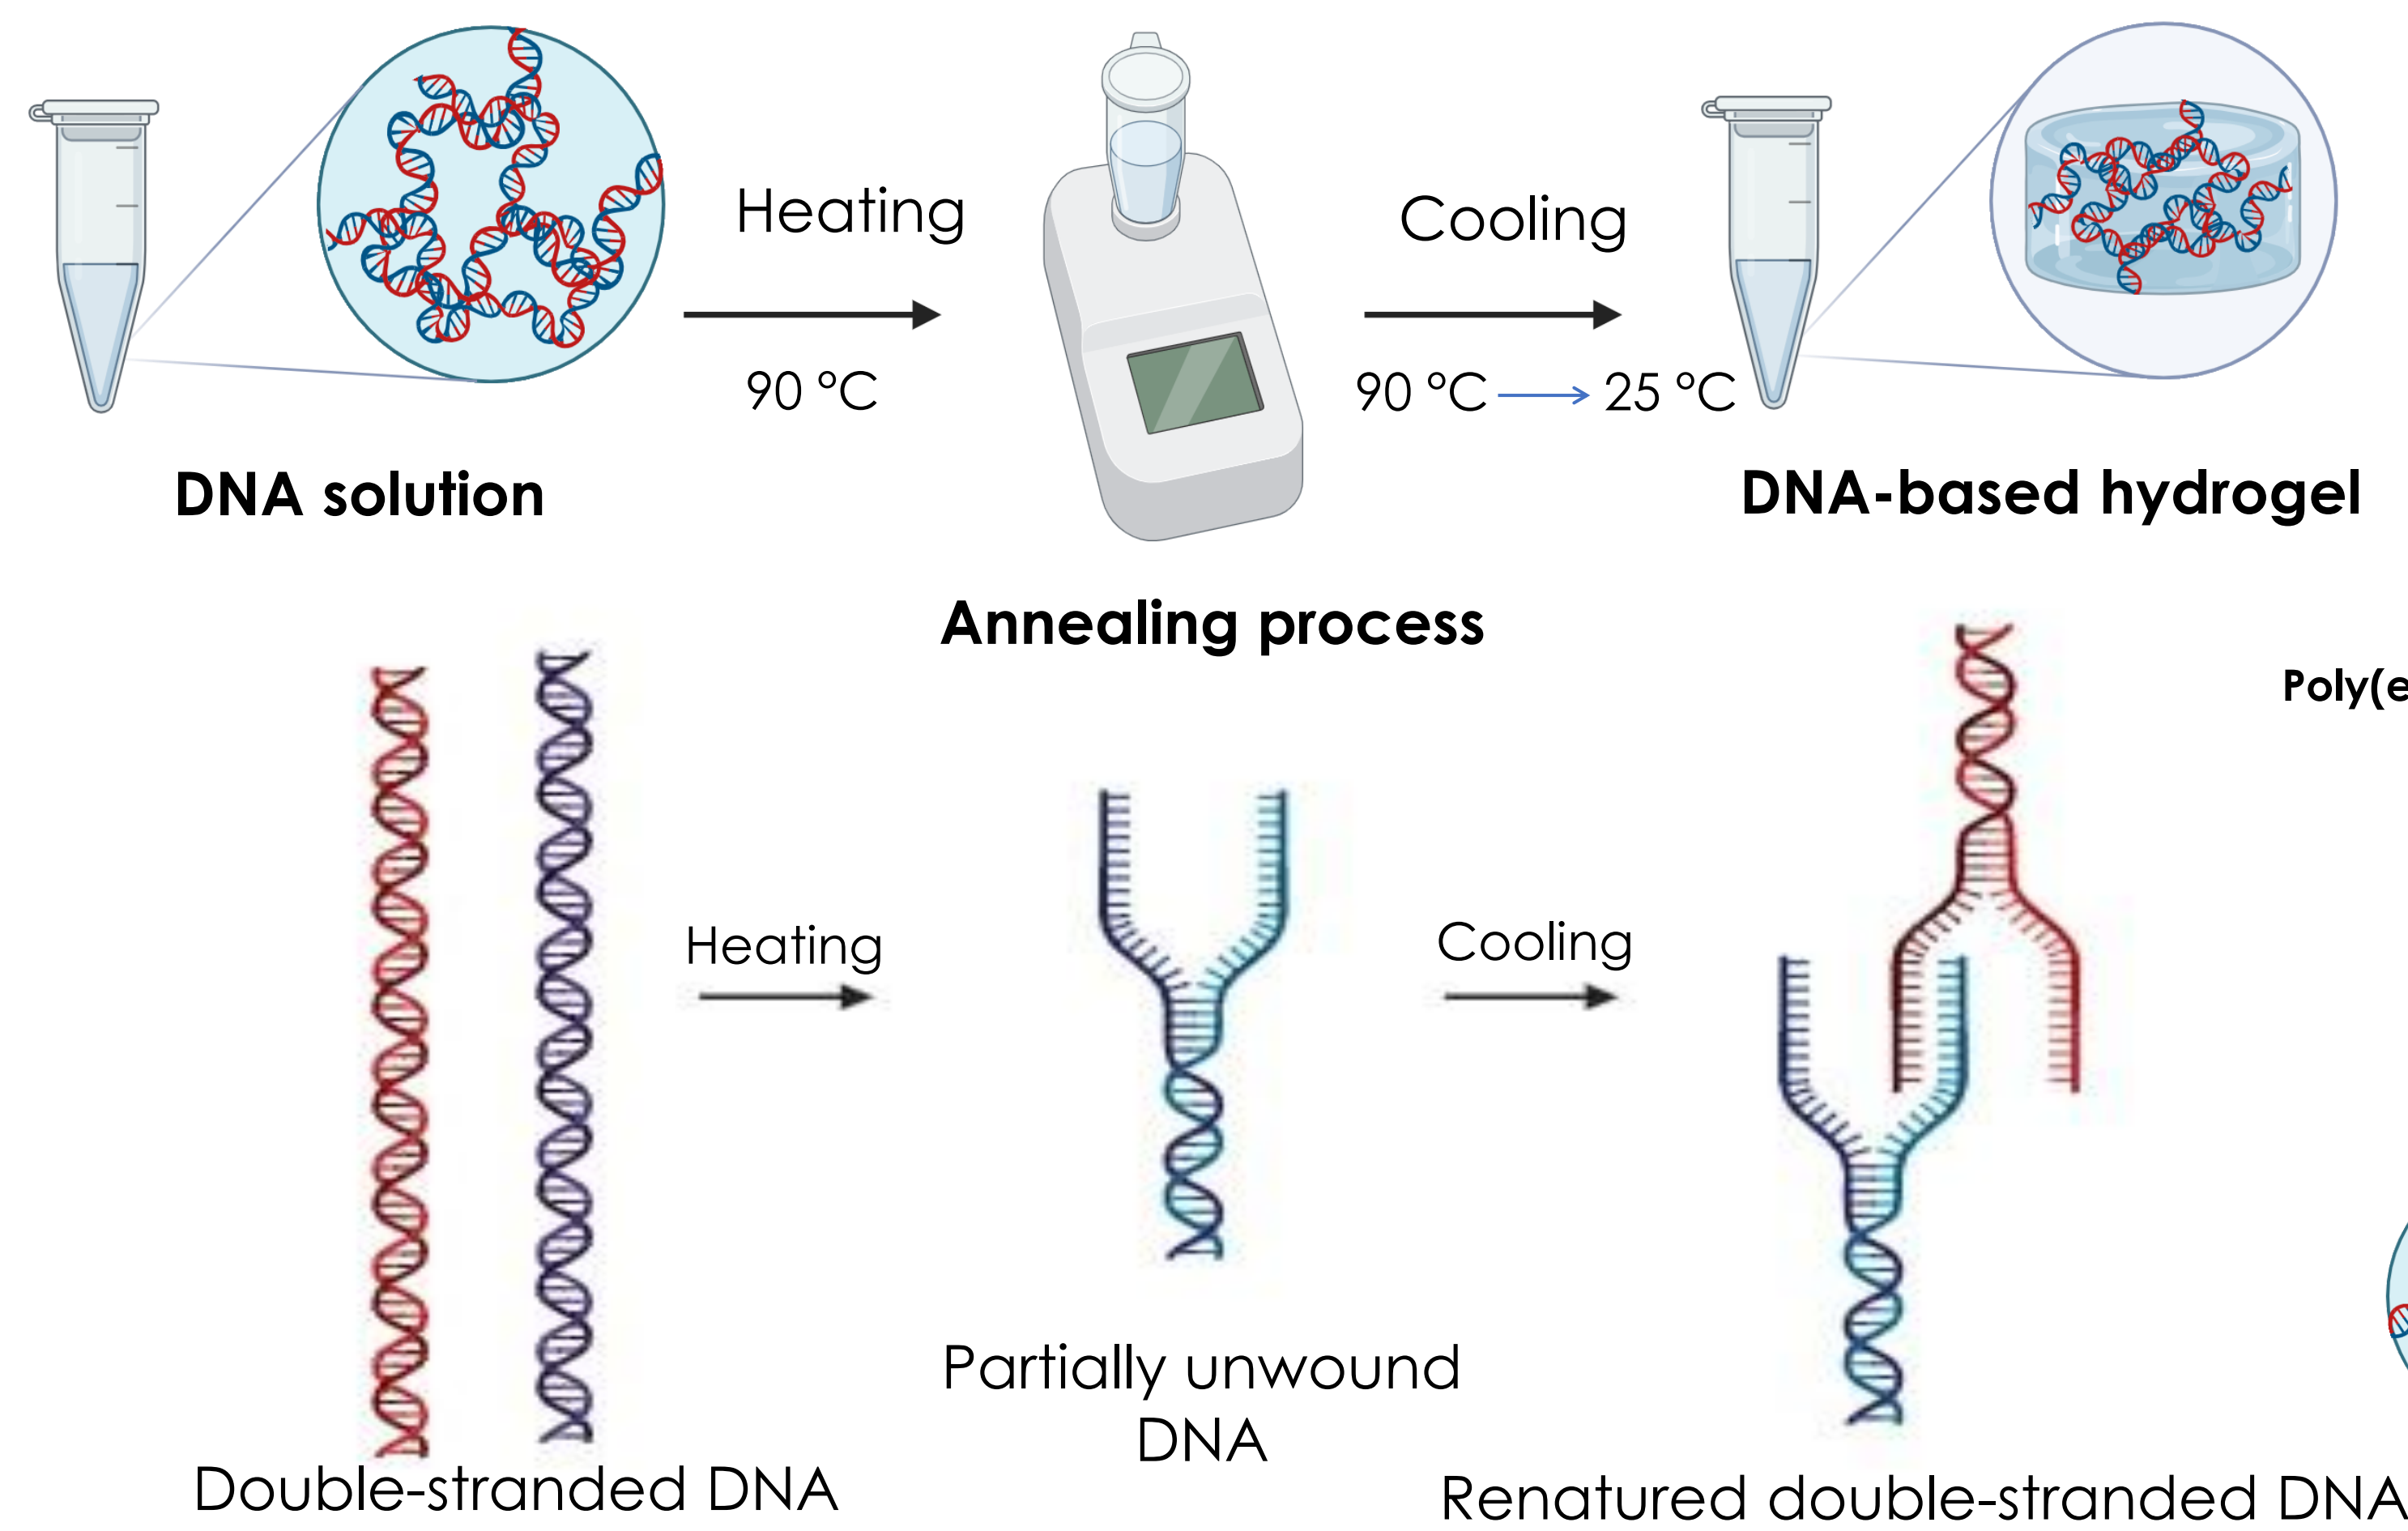 Heating
90 °C
Cooling
90 °C 25 °C
DNA solution
DNA-based hydrogel
Annealing process
Poly(e
Heating
Cooling
Partially unwound
DNA
Double-stranded DNA
Renatured double-stranded DNA